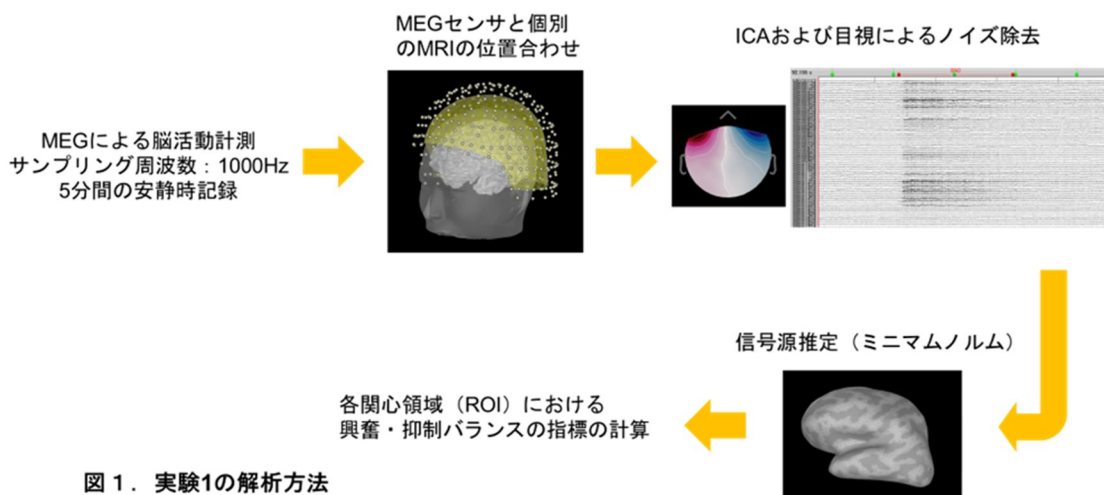 MEGによる脳活動計測
サンプリング周波数：1000Hz
5分間の安静時記録
MEGセンサと個別
のMRIの位置合わせ
ICAおよび目視によるノイズ除去
信号源推定（ミニマムノルム）
各関心領域（ROI）における
興奮・抑制バランスの指標の計算
図 1． 実験1の解析方法